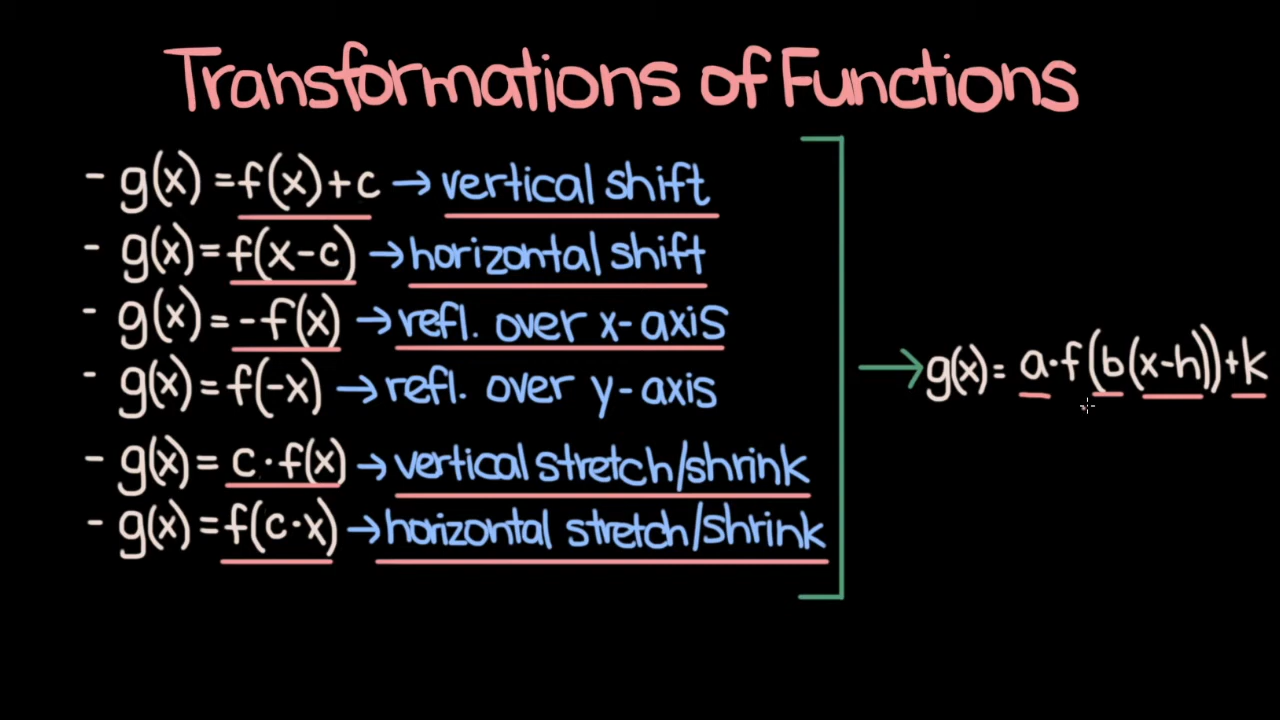 Transformations of Functions
- g(x) = f(x)+c → vertical shift
- g(x) = f(x-c) → horizontal shift
- g(x) = -f(x) → refl. over x-axis
- g(x) = f(-x) → refl. over y-axis
- g(x) = c·f(x) → vertical stretch/shrink
- g(x) = f(c·x) → horizontal stretch/shrink
→ g(x) = a·f(b(x-h))+k